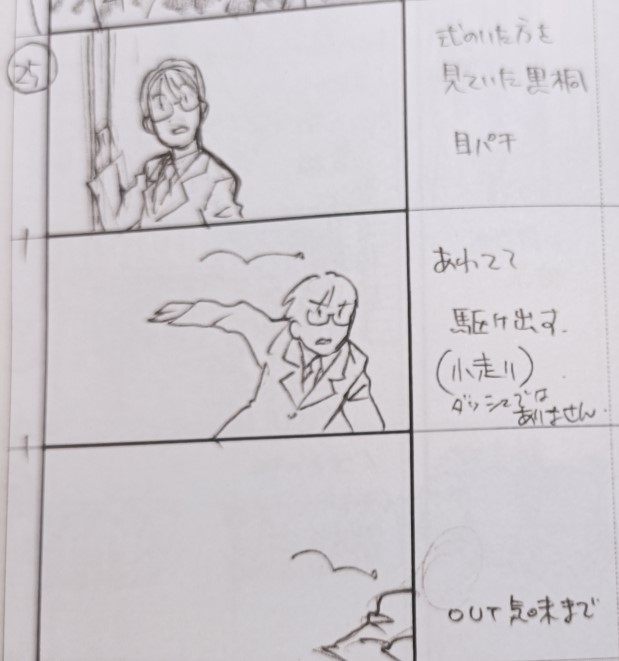 25
式のいた方を
見ていた黒桐
目パチ
あわてて
駆け出す.
(小走り)
ダッシュでは
ありません.
OUT気味まで